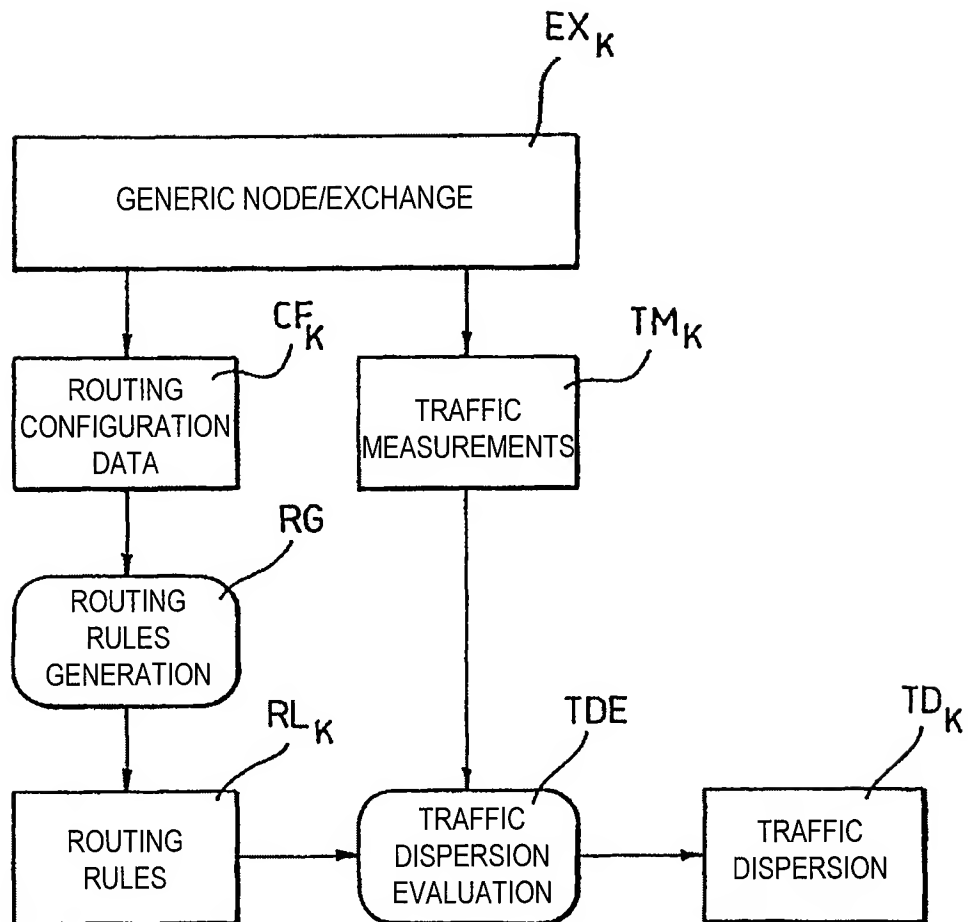 EX_K
GENERIC NODE/EXCHANGE
CF_K
TM_K
ROUTING
CONFIGURATION
DATA
TRAFFIC
MEASUREMENTS
RG
ROUTING
RULES
GENERATION
RL_K
TDE
TD_K
ROUTING
RULES
TRAFFIC
DISPERSION
EVALUATION
TRAFFIC
DISPERSION